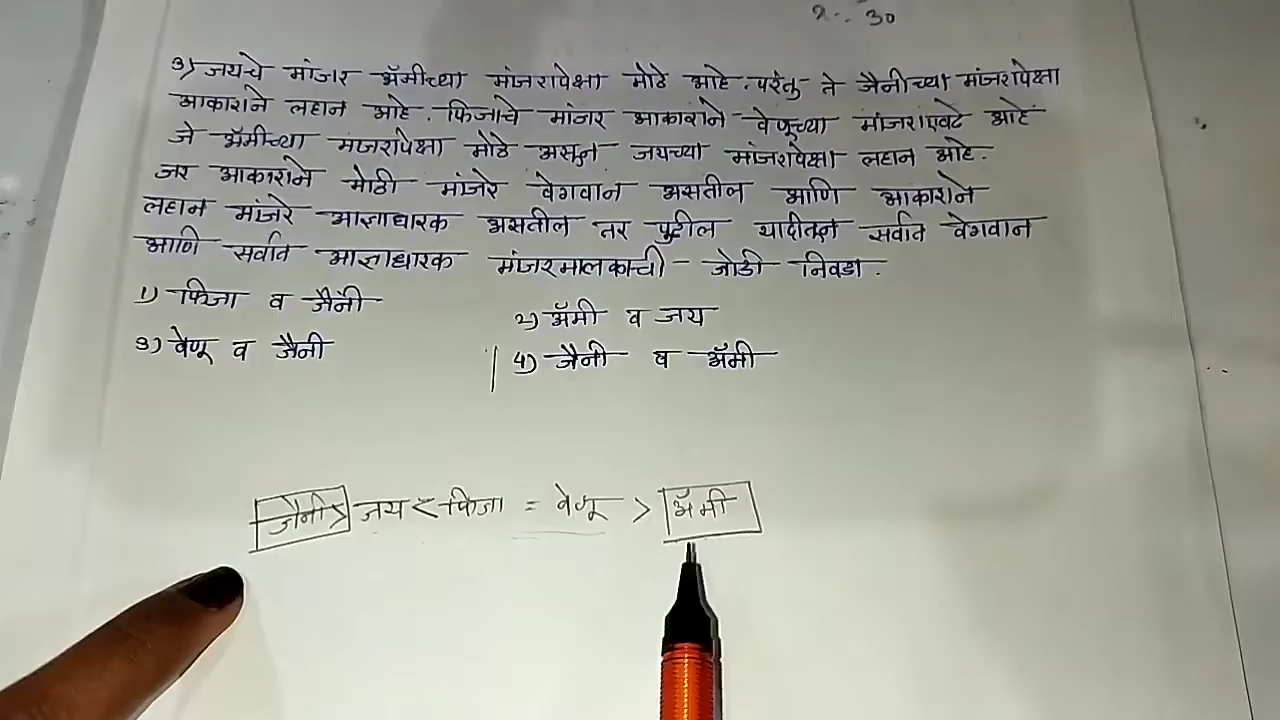 2.. 30
3) जयचे मांजर ॲमीच्या मांजरापेक्षा मोठे आहे. परंतु ते जैनीच्या मांजरापेक्षा
आकाराने लहान आहे. फिजाचे मांजर आकाराने वेणूच्या मांजराएवढे आहे
जे ॲमीच्या मांजरापेक्षा मोठे असून जयच्या मांजरापेक्षा लहान आहे.
जर आकाराने मोठी मांजरे वेगवान असतील आणि आकाराने
लहान मांजरे आज्ञाधारक असतील तर पुढील यादीतून सर्वात वेगवान
आणि सर्वात आज्ञाधारक मांजरमालकाची जोडी निवडा.
1) फिजा व जैनी 2) ॲमी व जय
3) वेणू व जैनी 4) जैनी व ॲमी
जैनी > जय < फिजा = वेणू > ॲमी